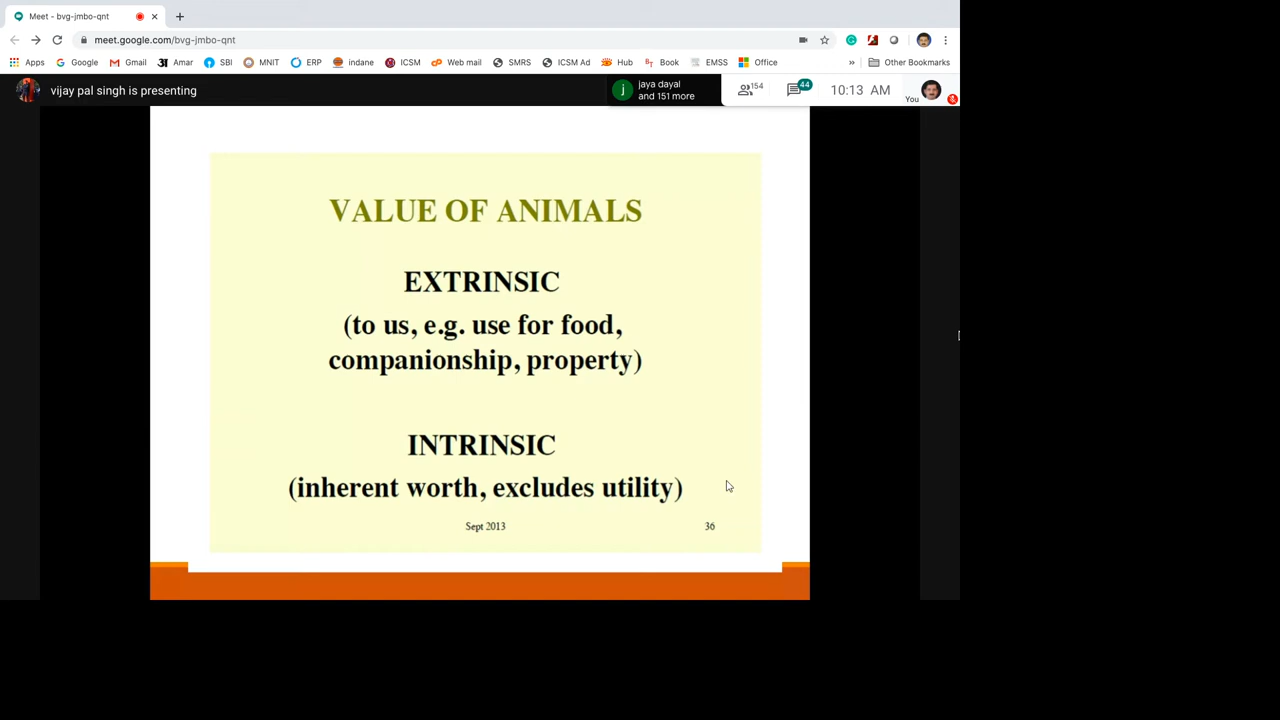 Meet - bvg-jmbo-qnt
meet.google.com/bvg-jmbo-qnt
Apps Google Gmail Amar SBI MNIT ERP indane ICSM Web mail SMRS ICSM Ad Hub Book EMSS Office » Other Bookmarks
vijay pal singh is presenting
j
jaya dayal
and 151 more
154
44
10:13 AM
You
VALUE OF ANIMALS
EXTRINSIC
(to us, e.g. use for food,
companionship, property)
INTRINSIC
(inherent worth, excludes utility)
Sept 2013 36